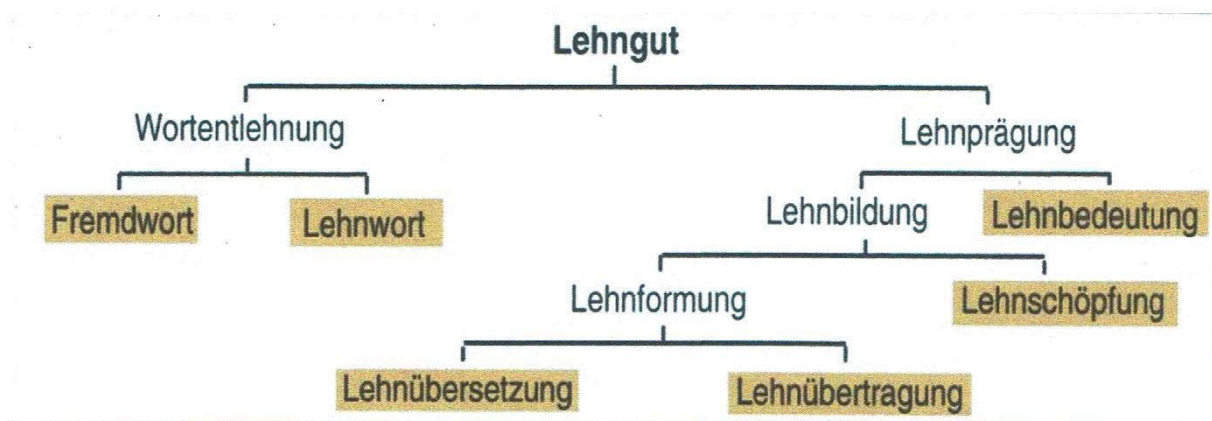 Lehngut
Wortentlehnung
Lehnprägung
Fremdwort
Lehnwort
Lehnbildung
Lehnbedeutung
Lehnformung
Lehnschöpfung
Lehnübersetzung
Lehnübertragung